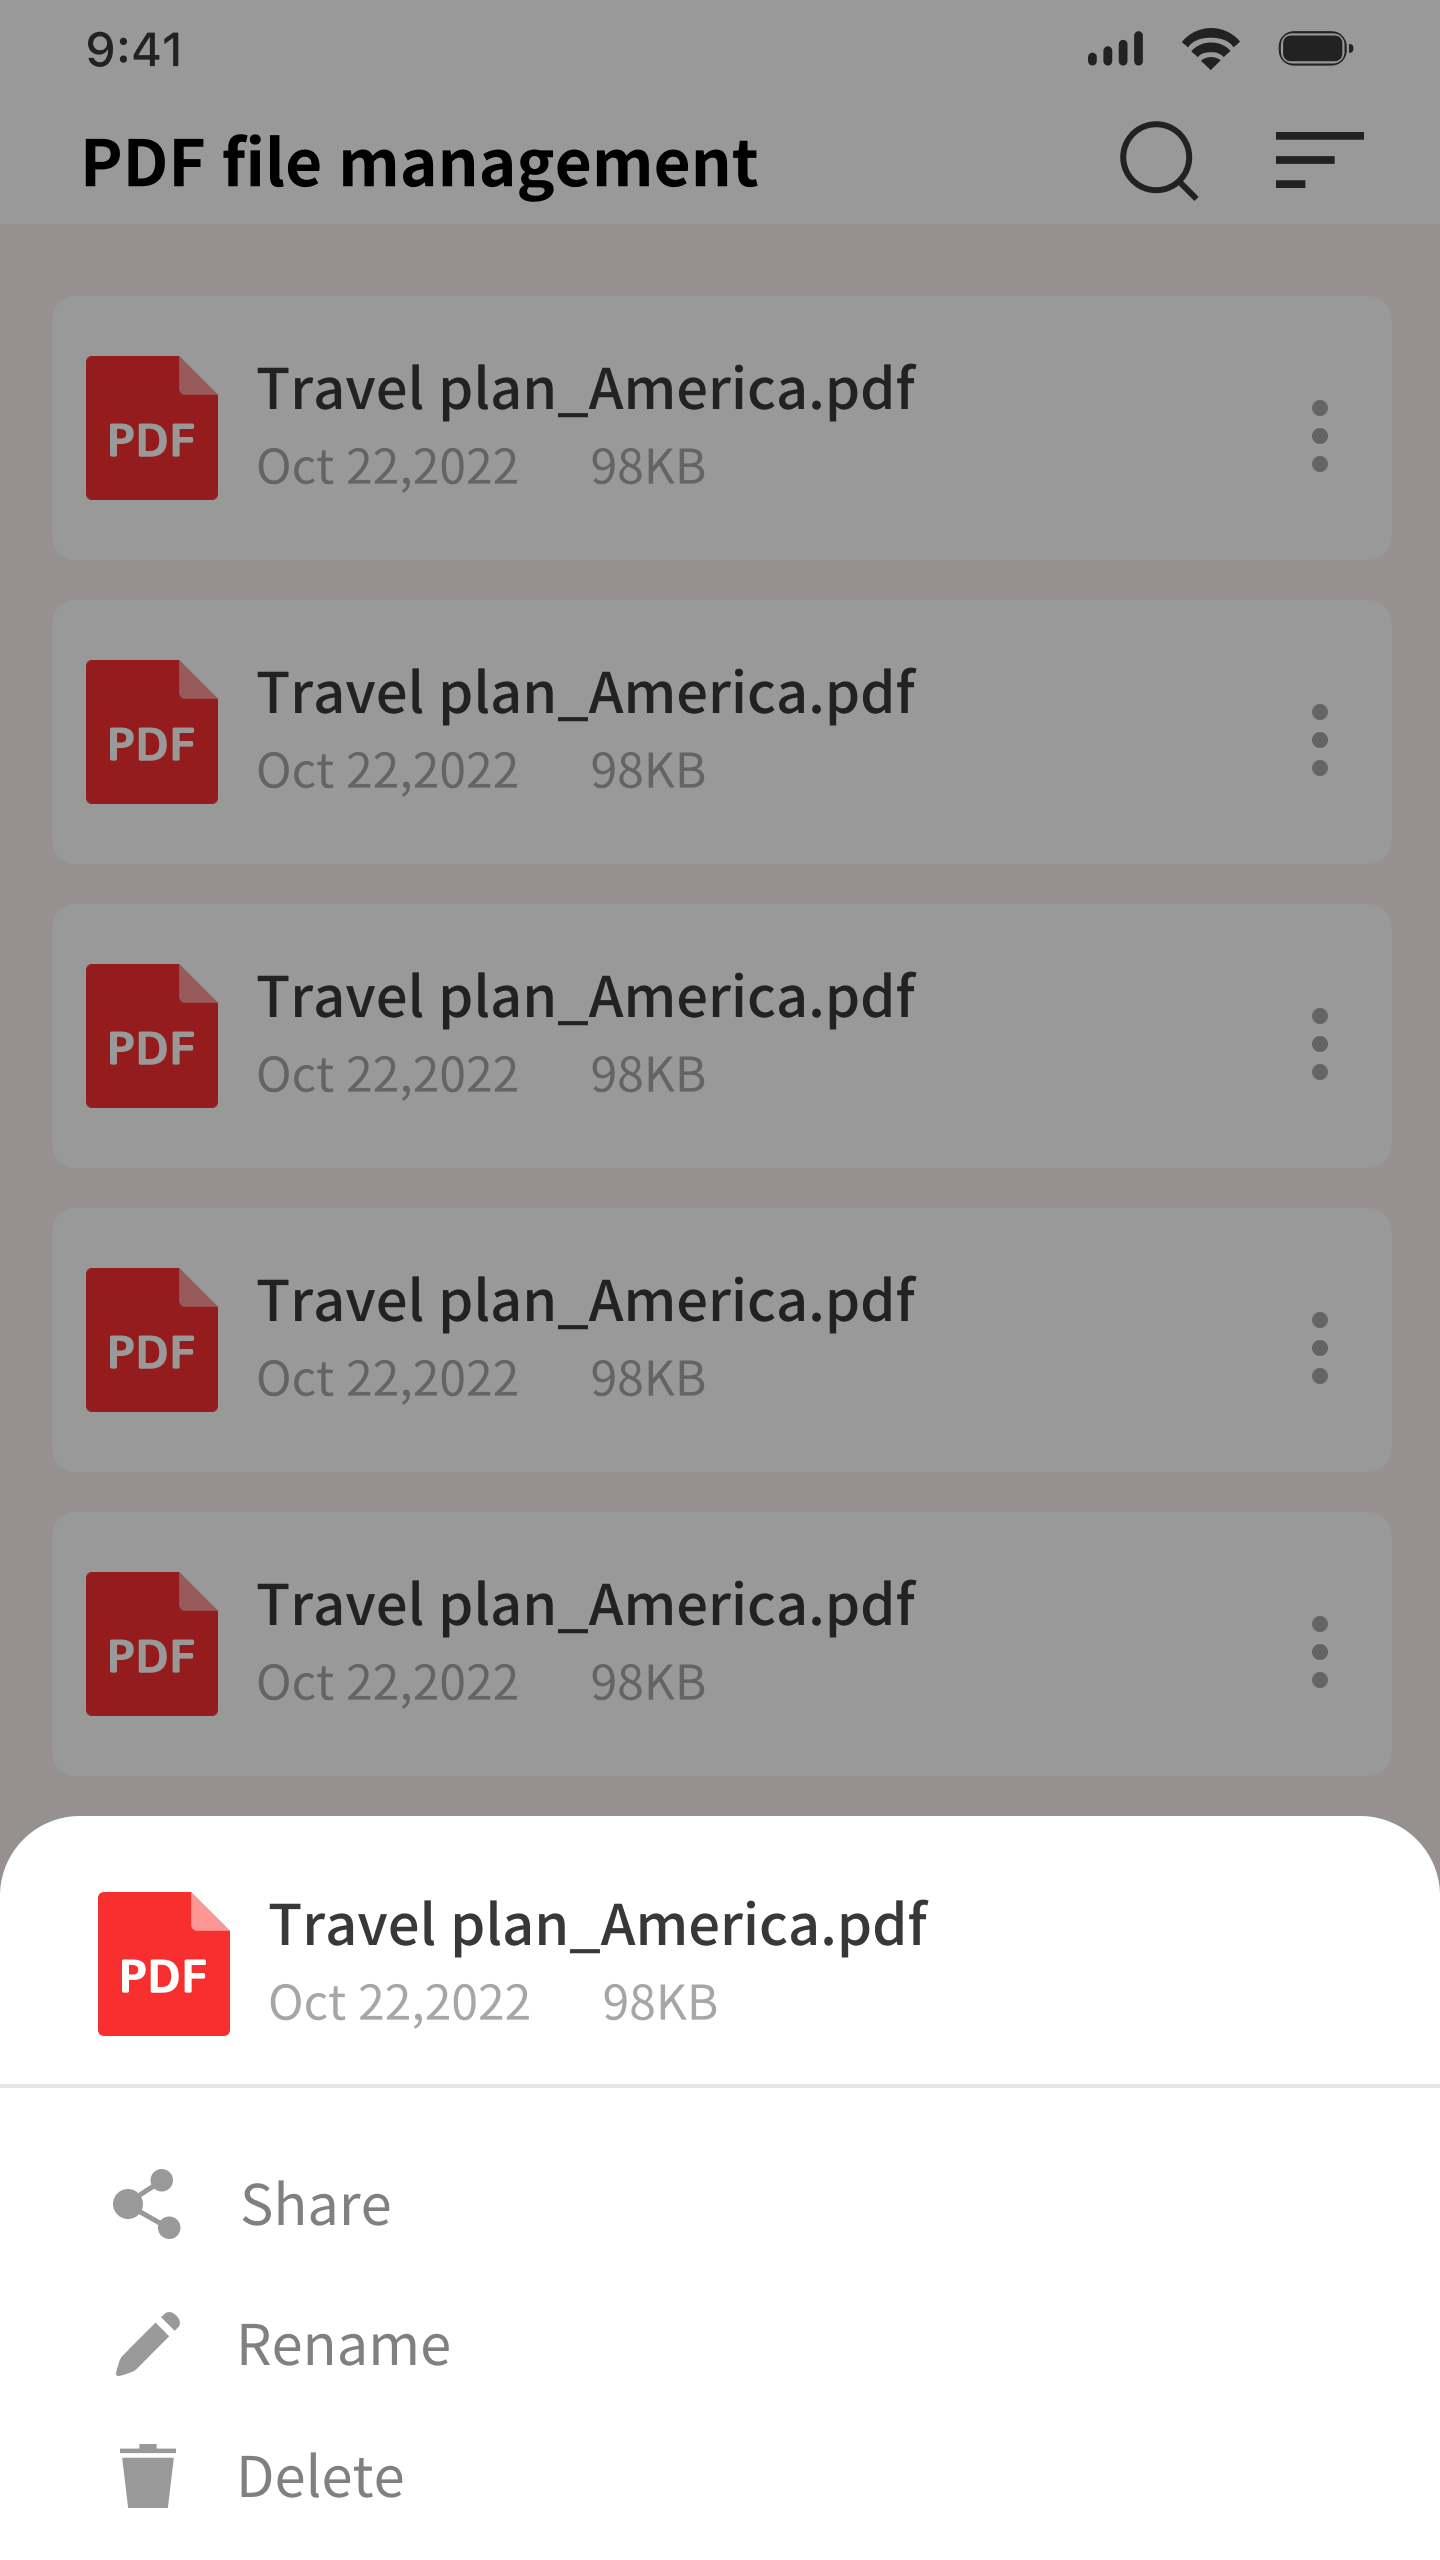 9:41
PDF file management
Travel plan_America.pdf
PDF
Oct 22,2022 98KB
Travel plan_America.pdf
PDF
Oct 22,2022 98KB
Travel plan_America.pdf
PDF
Oct 22,2022 98KB
Travel plan_America.pdf
PDF
Oct 22,2022 98KB
Travel plan_America.pdf
PDF
Oct 22,2022 98KB
Travel plan_America.pdf
PDF
Oct 22,2022 98KB
Share
Rename
Delete